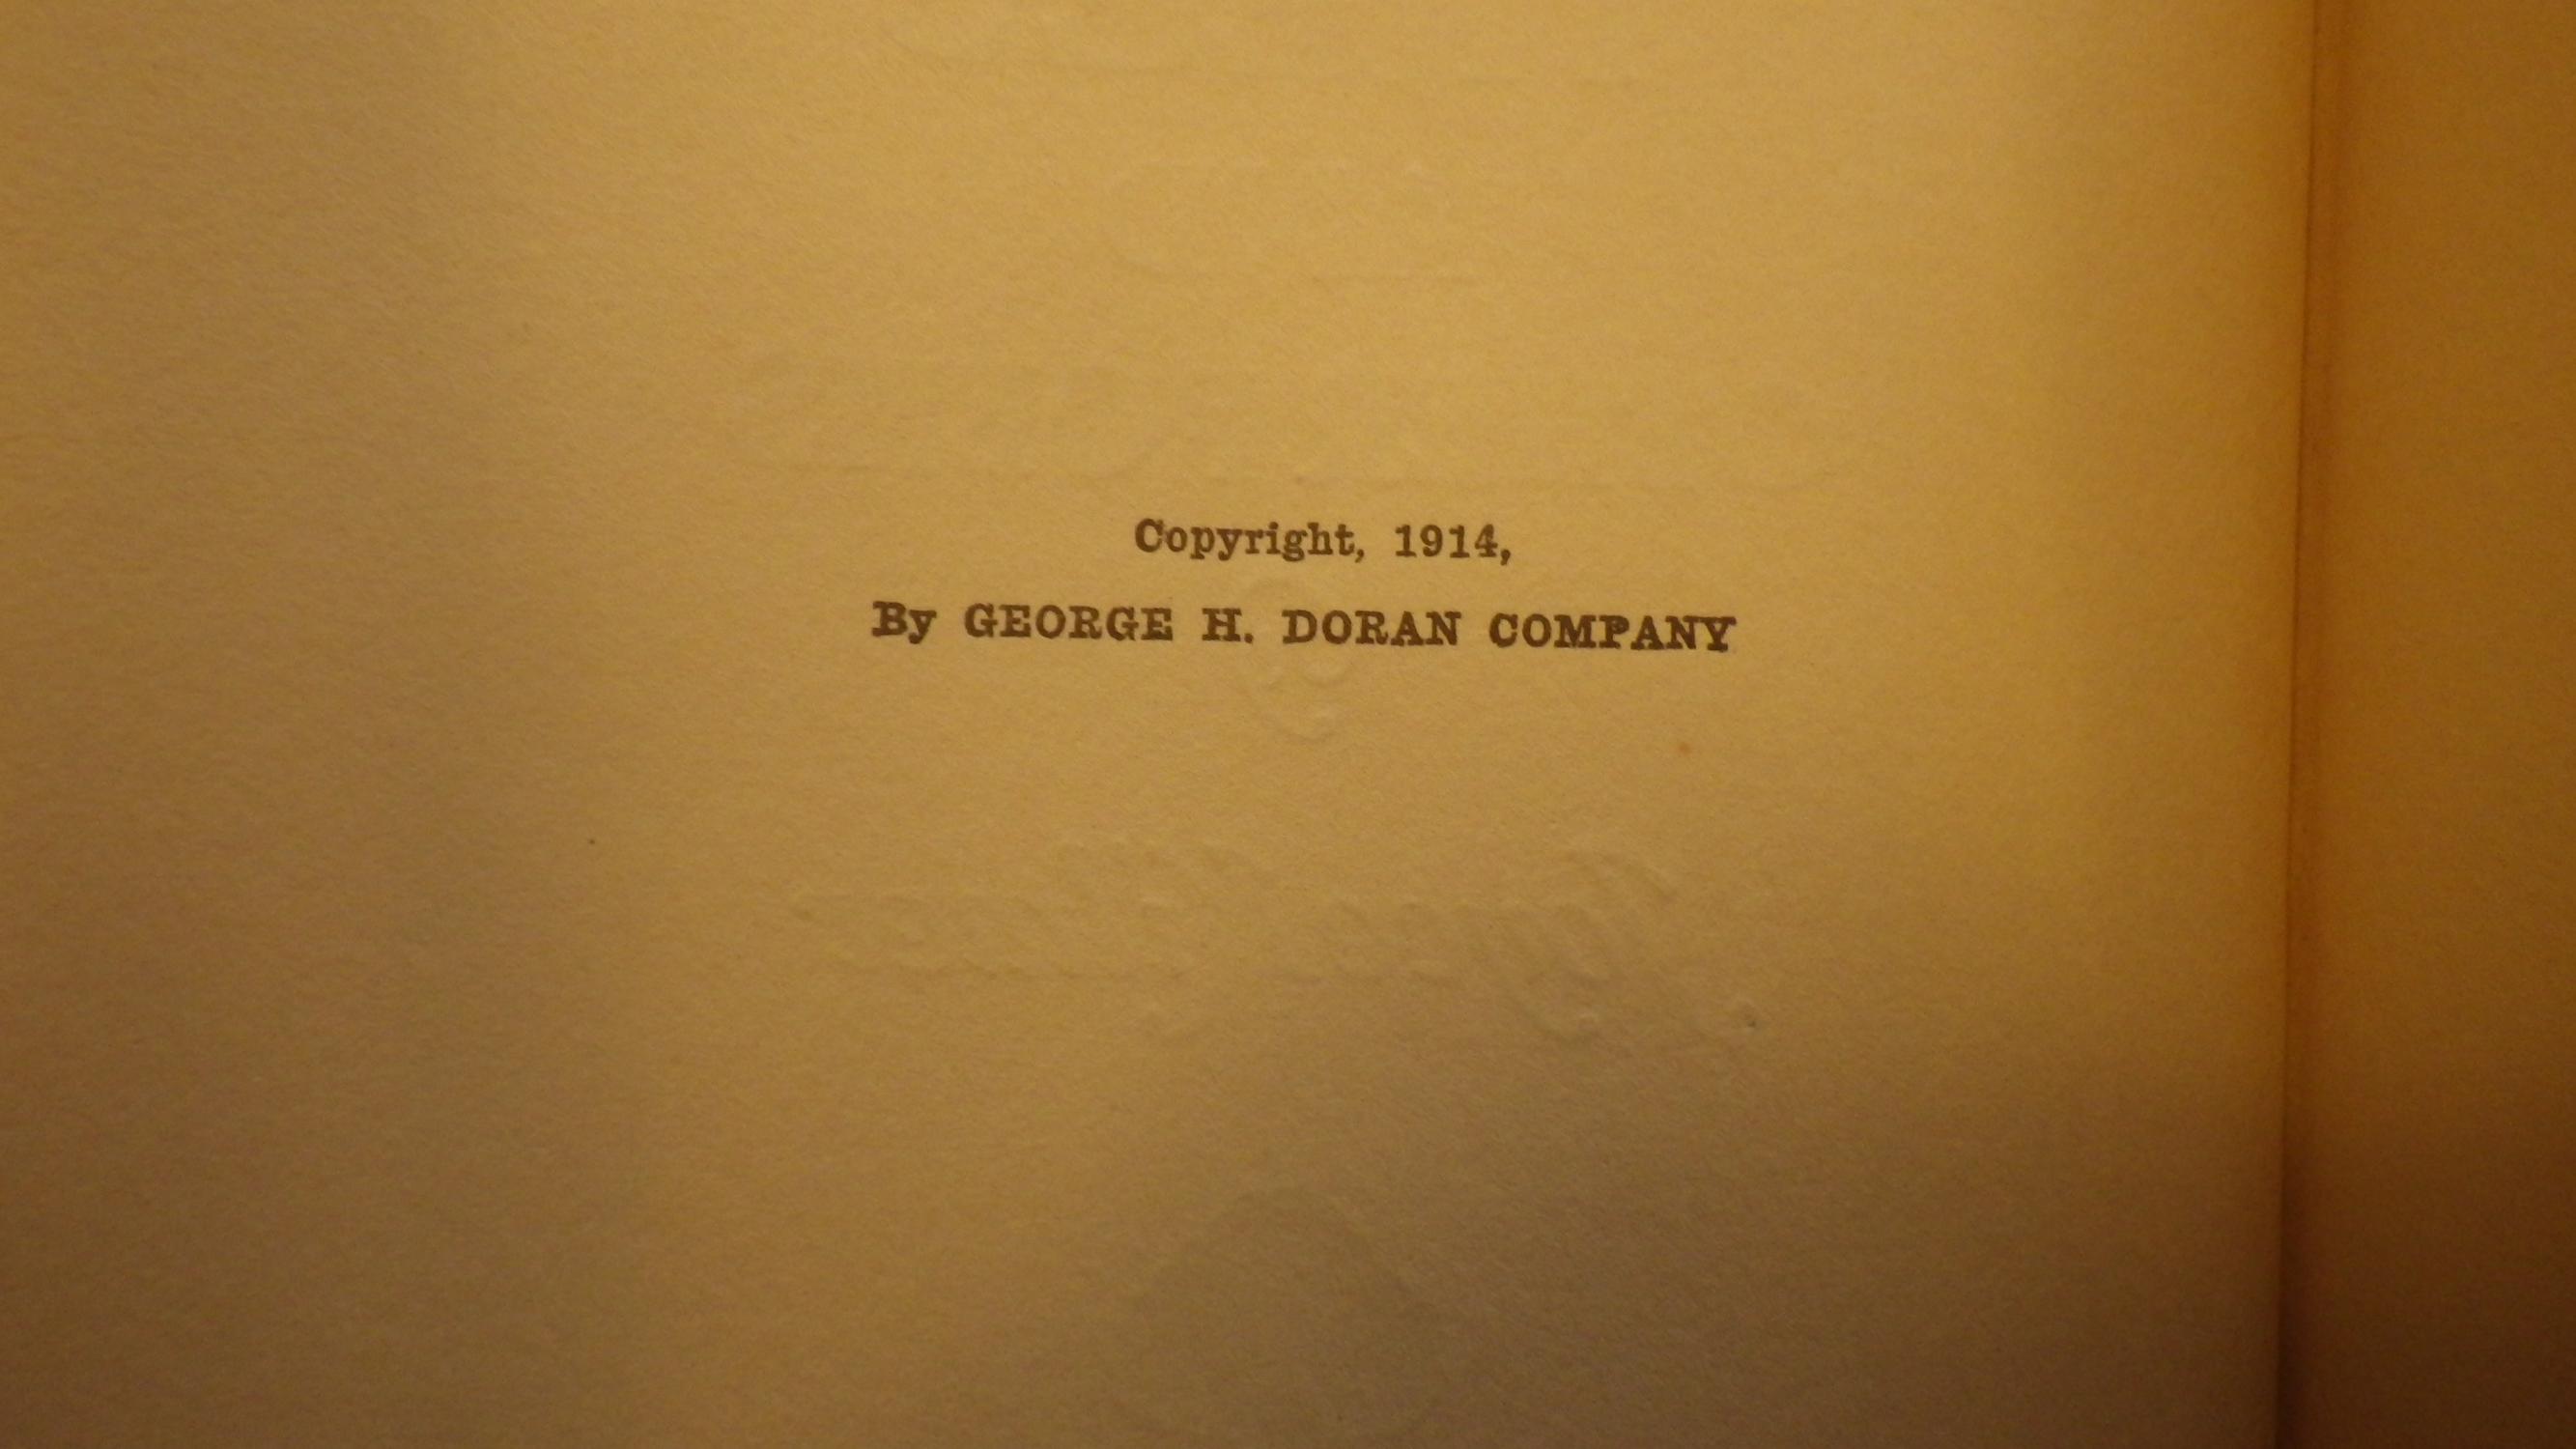 Copyright, 1914,
By GEORGE H. DORAN COMPANY